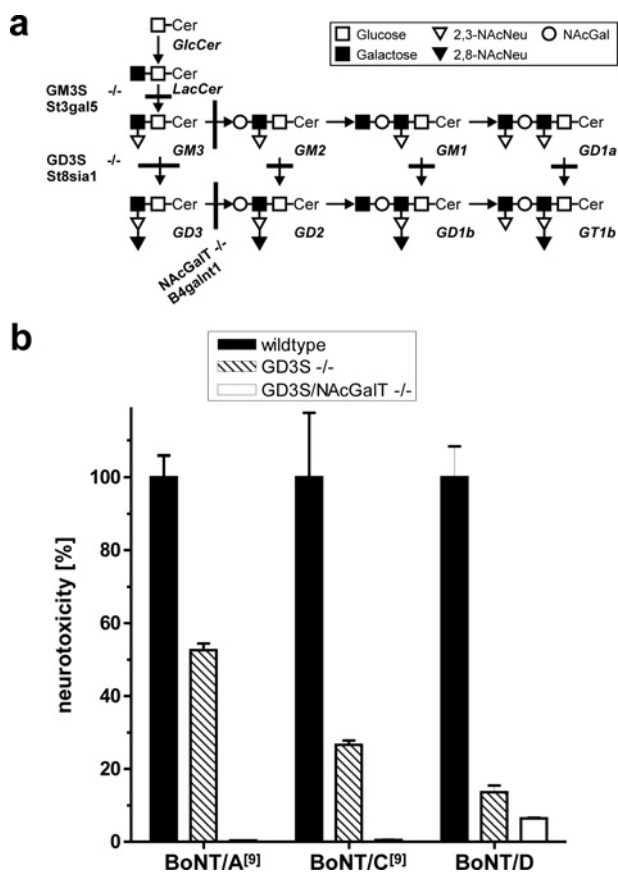 a
Cer
GlcCer
Cer
LacCer
GM3S -/-
St3gal5
Glucose 2,3-NAcNeu NAcGal
Galactose 2,8-NAcNeu
Cer Cer Cer Cer
GM3 GM2 GM1 GD1a
GD3S -/-
St8sia1
Cer Cer Cer Cer
GD3 GD2 GD1b GT1b
NAcGalT -/-
B4galnt1
b
wildtype
GD3S -/-
GD3S/NAcGalT -/-
neurotoxicity [%]
100
80
60
40
20
0
BoNT/A[9] BoNT/C[9] BoNT/D